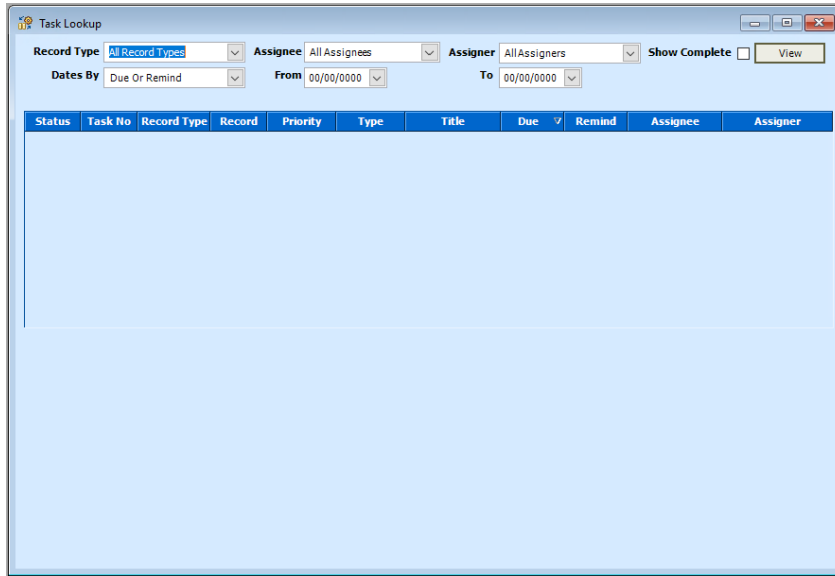 Task Lookup
Record Type All Record Types Assignee All Assignees Assigner All Assigners Show Complete View
Dates By Due Or Remind From 00/00/0000 To 00/00/0000
Status Task No Record Type Record Priority Type Title Due Remind Assignee Assigner